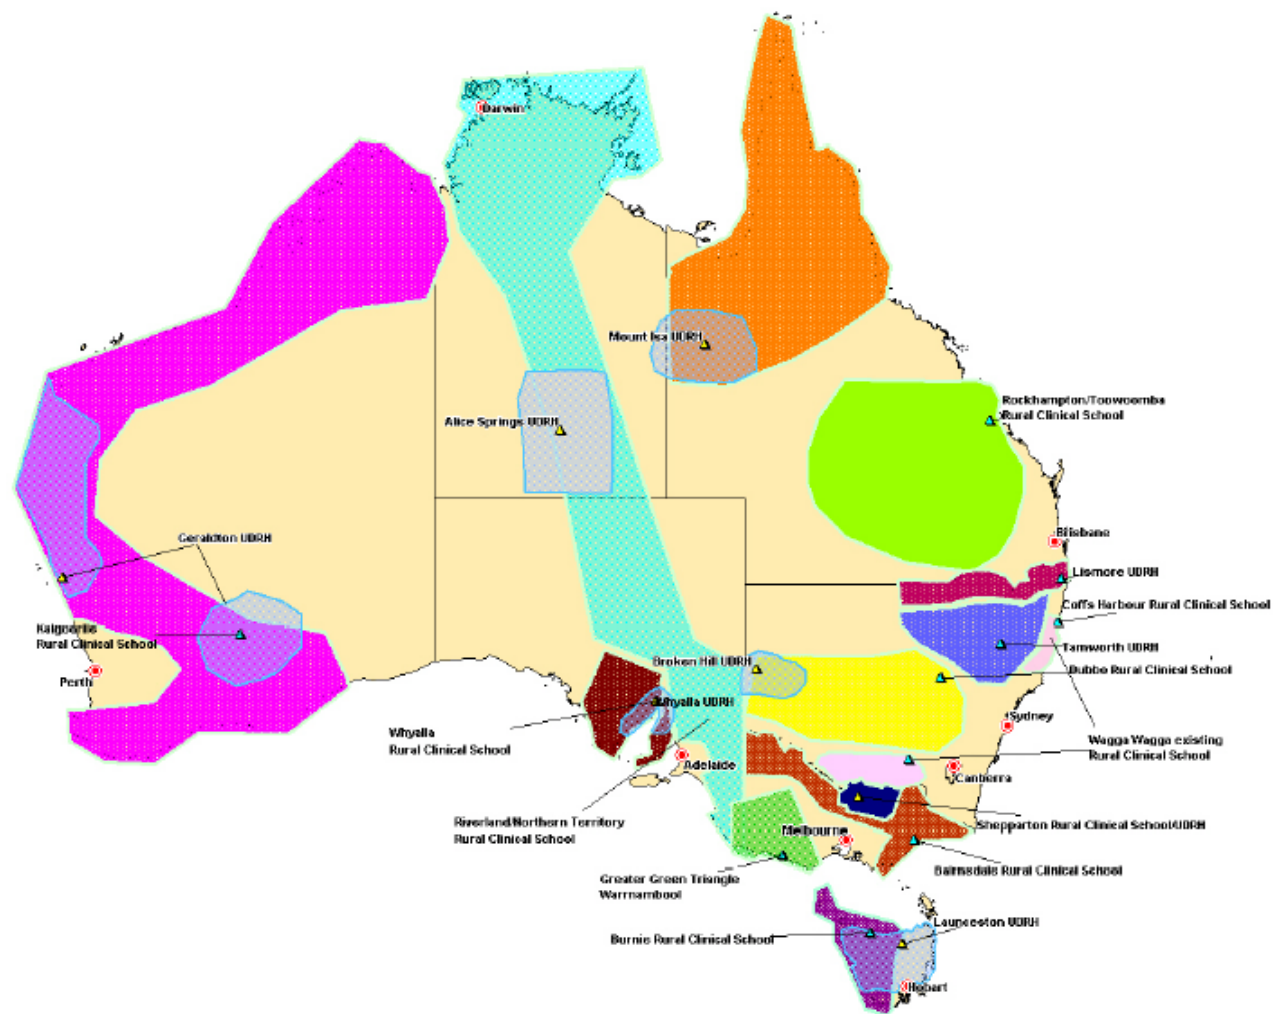 Darwin
Mount Isa UDRH
Alice Springs UDRH
Rockhampton/Toowoomba
Rural Clinical School
Brisbane
Geraldton UDRH
Lismore UDRH
Coffs Harbour Rural Clinical School
Kalgoorlie
Rural Clinical School
Tamworth UDRH
Broken Hill UDRH
Dubbo Rural Clinical School
Perth
Whyalla UDRH
Sydney
Whyalla
Rural Clinical School
Wagga Wagga existing
Rural Clinical School
Adelaide
Canberra
Riverland/Northern Territory
Rural Clinical School
Melbourne
Shepparton Rural Clinical School/UDRH
Bairnsdale Rural Clinical School
Greater Green Triangle
Warrnambool
Launceston UDRH
Burnie Rural Clinical School
Hobart